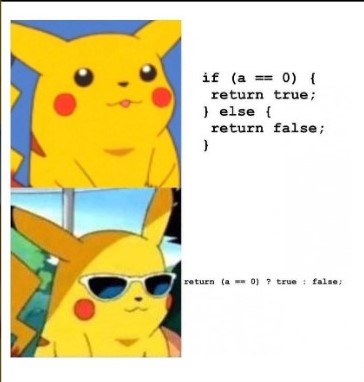 if (a == 0) {
return true;
} else {
return false;
}
return (a == 0) ? true : false;